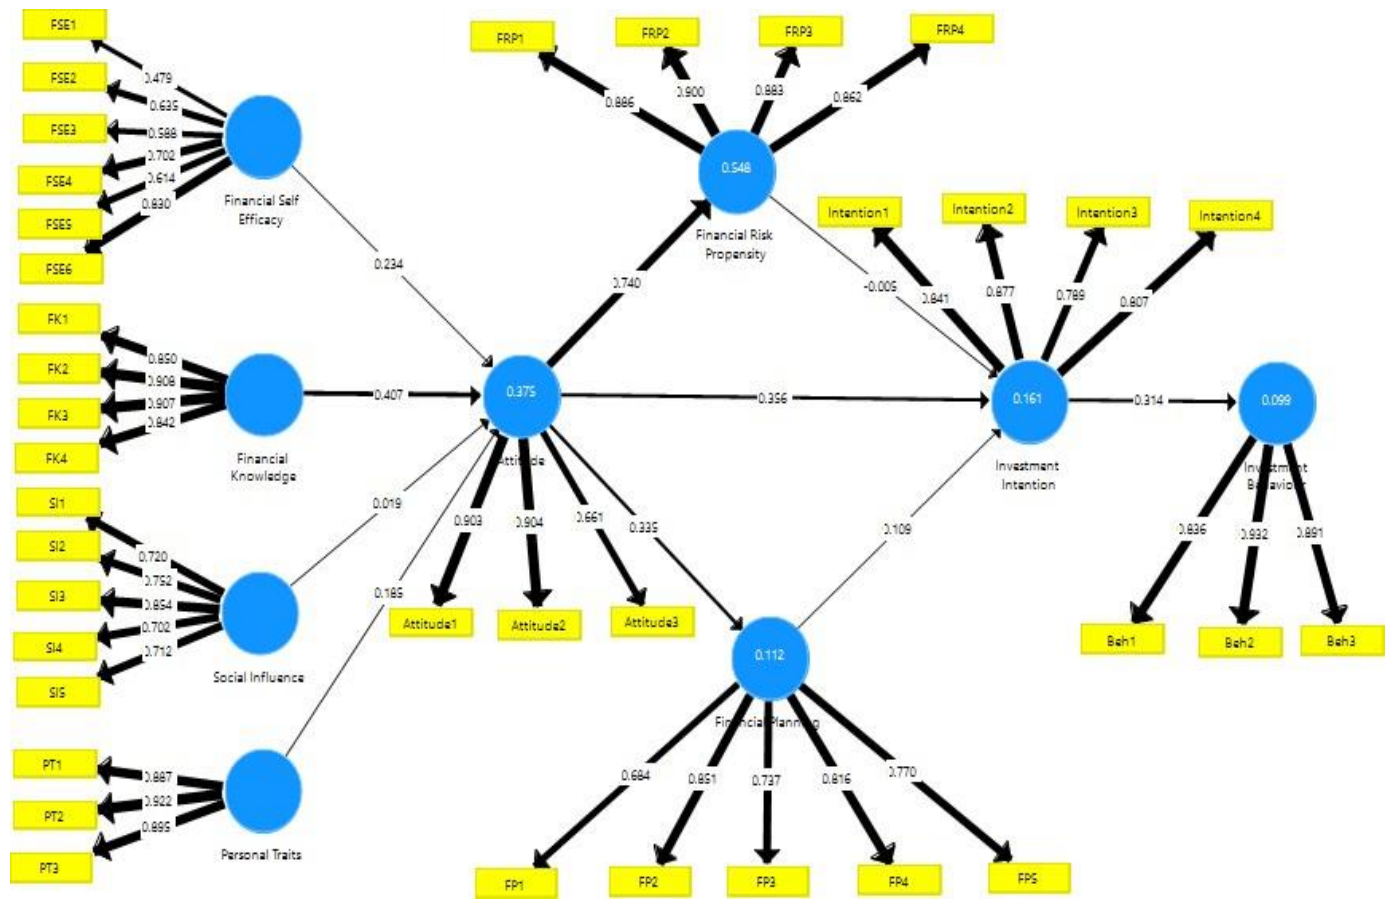 FSE1
FSE2
FSE3
FSE4
FSE5
FSE6
0.479
0.635
0.588
0.702
0.614
0.830
Financial Self
Efficacy
0.234
FK1
FK2
FK3
FK4
0.850
0.908
0.907
0.842
Financial
Knowledge
0.407
SI1
SI2
SI3
SI4
SI5
0.720
0.752
0.854
0.702
0.712
Social Influence
0.019
PT1
PT2
PT3
0.887
0.922
0.895
Personal Traits
0.185
0.375
Attitude
0.903
0.904
0.661
Attitude1
Attitude2
Attitude3
0.740
0.356
0.335
FRP1
FRP2
FRP3
FRP4
0.886
0.900
0.883
0.862
0.548
Financial Risk
Propensity
-0.005
0.112
Financial Planning
0.109
0.684
0.851
0.737
0.816
0.770
FP1
FP2
FP3
FP4
FP5
Intention1
Intention2
Intention3
Intention4
0.841
0.877
0.789
0.807
0.161
Investment
Intention
0.314
0.099
Investment
Behaviour
0.836
0.932
0.891
Beh1
Beh2
Beh3